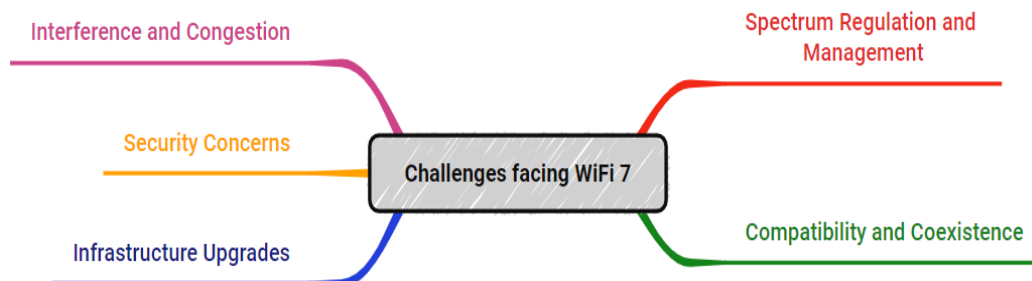 Interference and Congestion
Spectrum Regulation and
Management
Security Concerns
Challenges facing WiFi 7
Infrastructure Upgrades
Compatibility and Coexistence